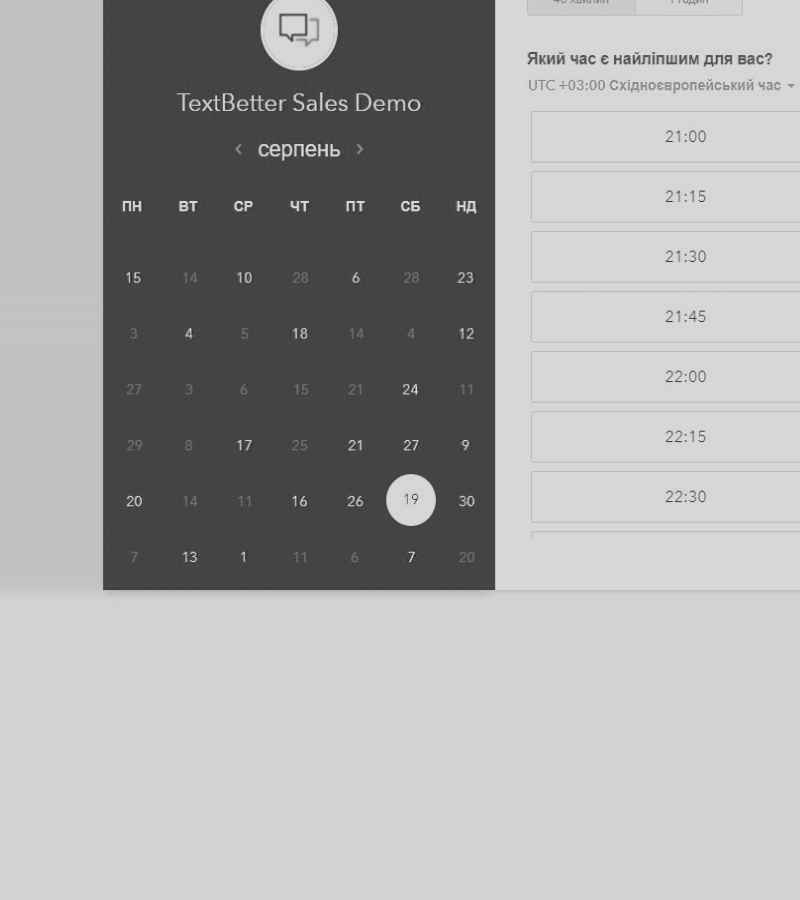 TextBetter Sales Demo
серпень
ПН ВТ СР ЧТ ПТ СБ НД
15 14 10 28 6 28 23
3 4 5 18 14 4 12
27 3 6 15 21 24 11
29 8 17 25 21 27 9
20 14 11 16 26 19 30
7 13 1 11 6 7 20
Який час є найліпшим для вас?
UTC +03:00 Східноєвропейський час
21:00
21:15
21:30
21:45
22:00
22:15
22:30